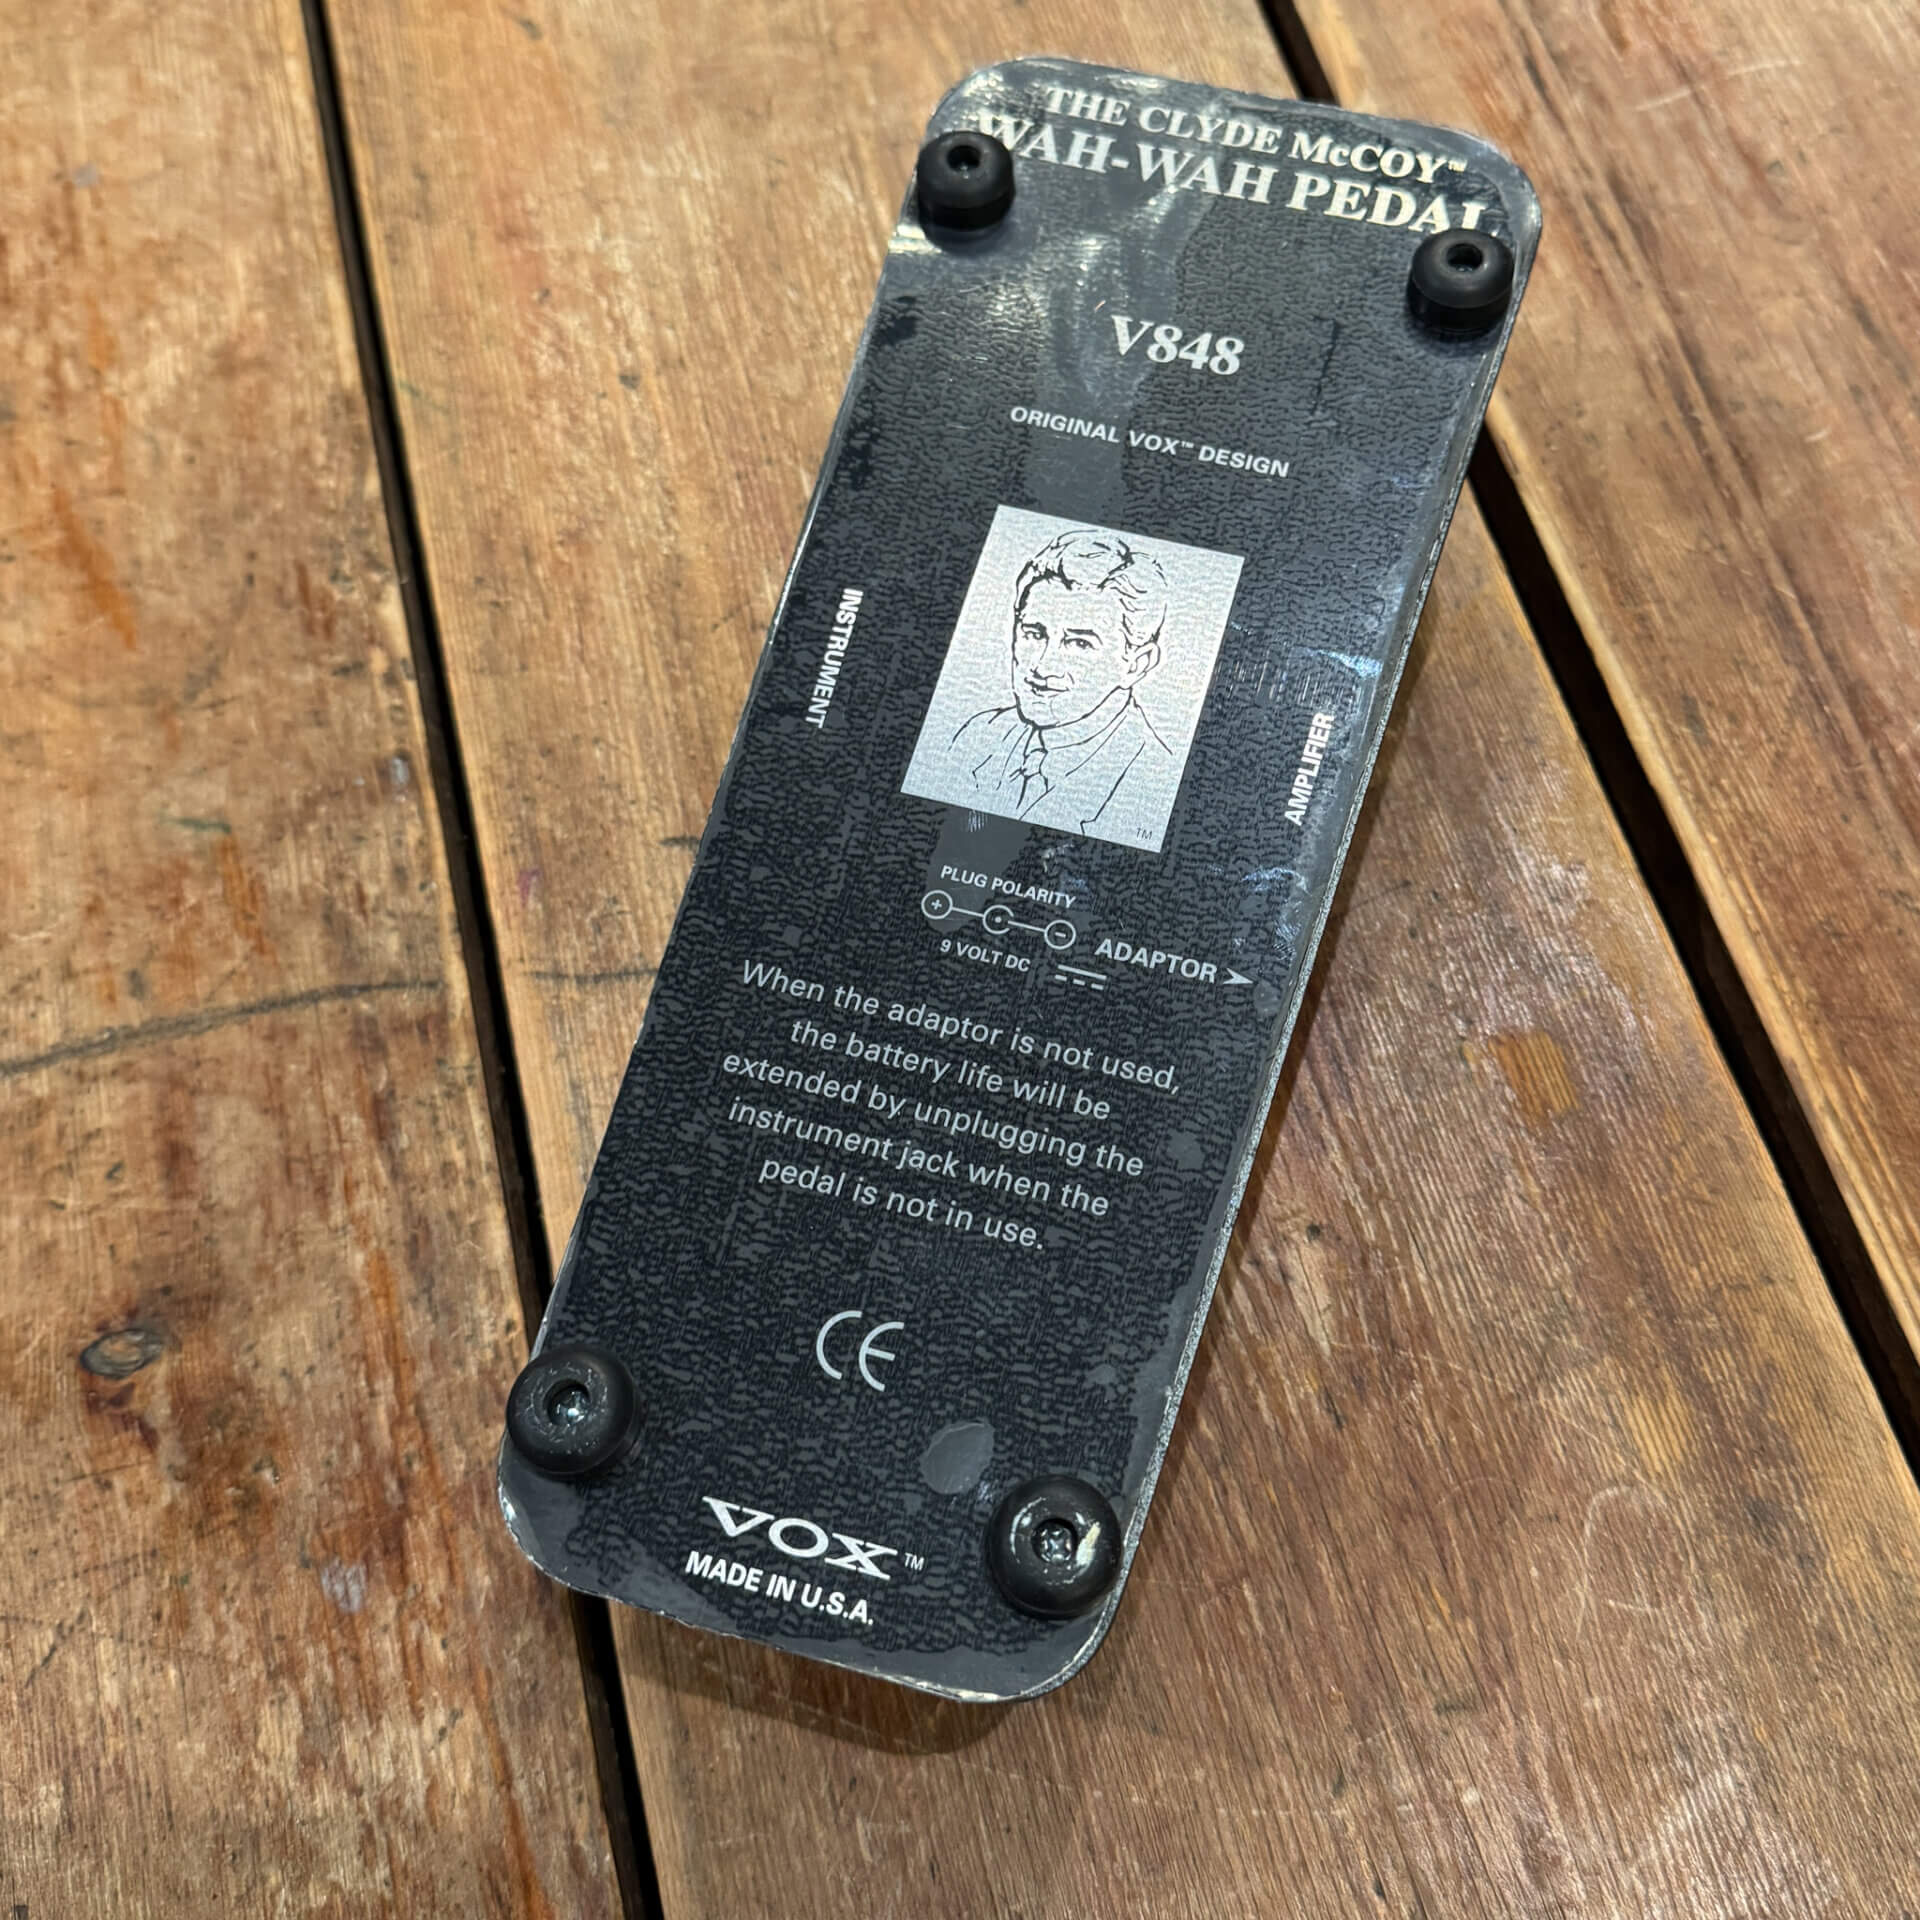 THE CLYDE McCOY™
WAH-WAH PEDAL
V848
ORIGINAL VOX™ DESIGN
INSTRUMENT
AMPLIFIER
TM
PLUG POLARITY
+ -
9 VOLT DC
ADAPTOR ➤
When the adaptor is not used,
the battery life will be
extended by unplugging the
instrument jack when the
pedal is not in use.
CE
VOX™
MADE IN U.S.A.